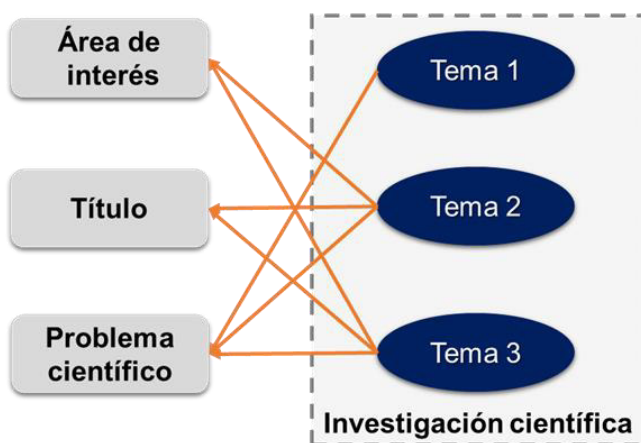 Área de
interés
Tema 1
Título
Tema 2
Problema
científico
Tema 3
Investigación científica